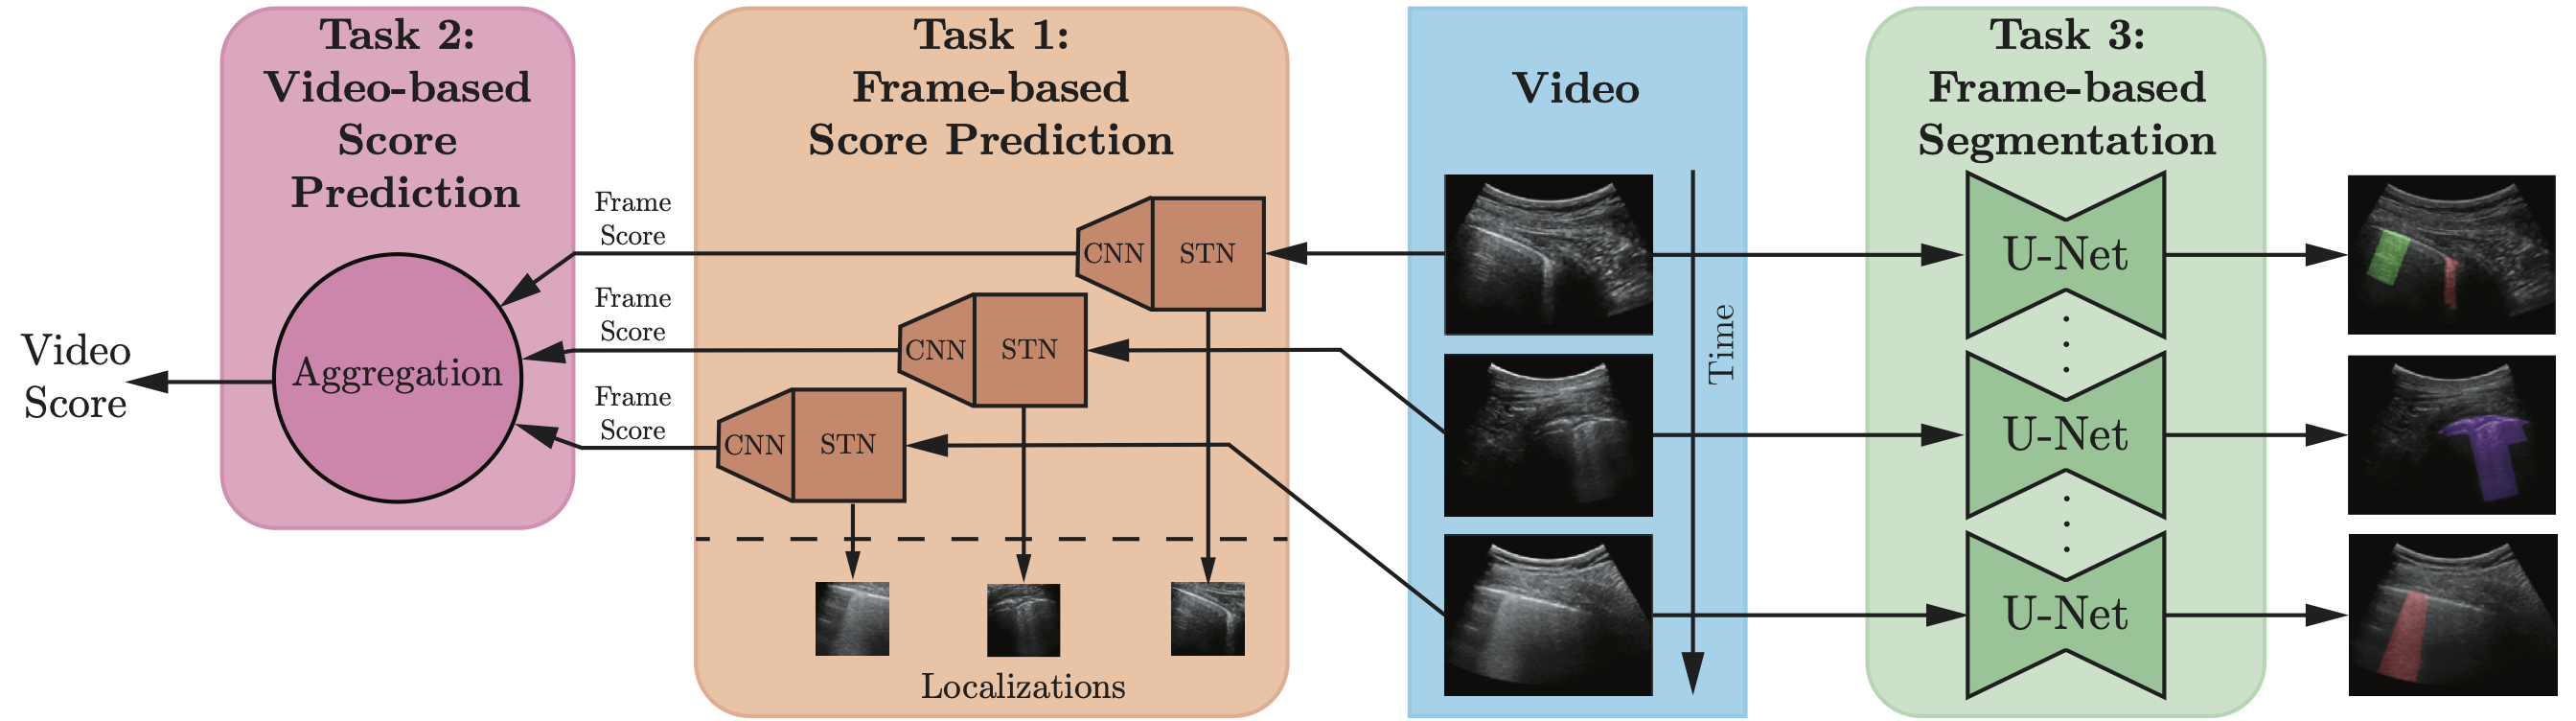 Task 2:
Video-based
Score
Prediction
Aggregation
Video
Score
Frame
Score
Frame
Score
Frame
Score
Task 1:
Frame-based
Score Prediction
CNN
STN
CNN
STN
CNN
STN
Localizations
Video
Time
Task 3:
Frame-based
Segmentation
U-Net
U-Net
U-Net